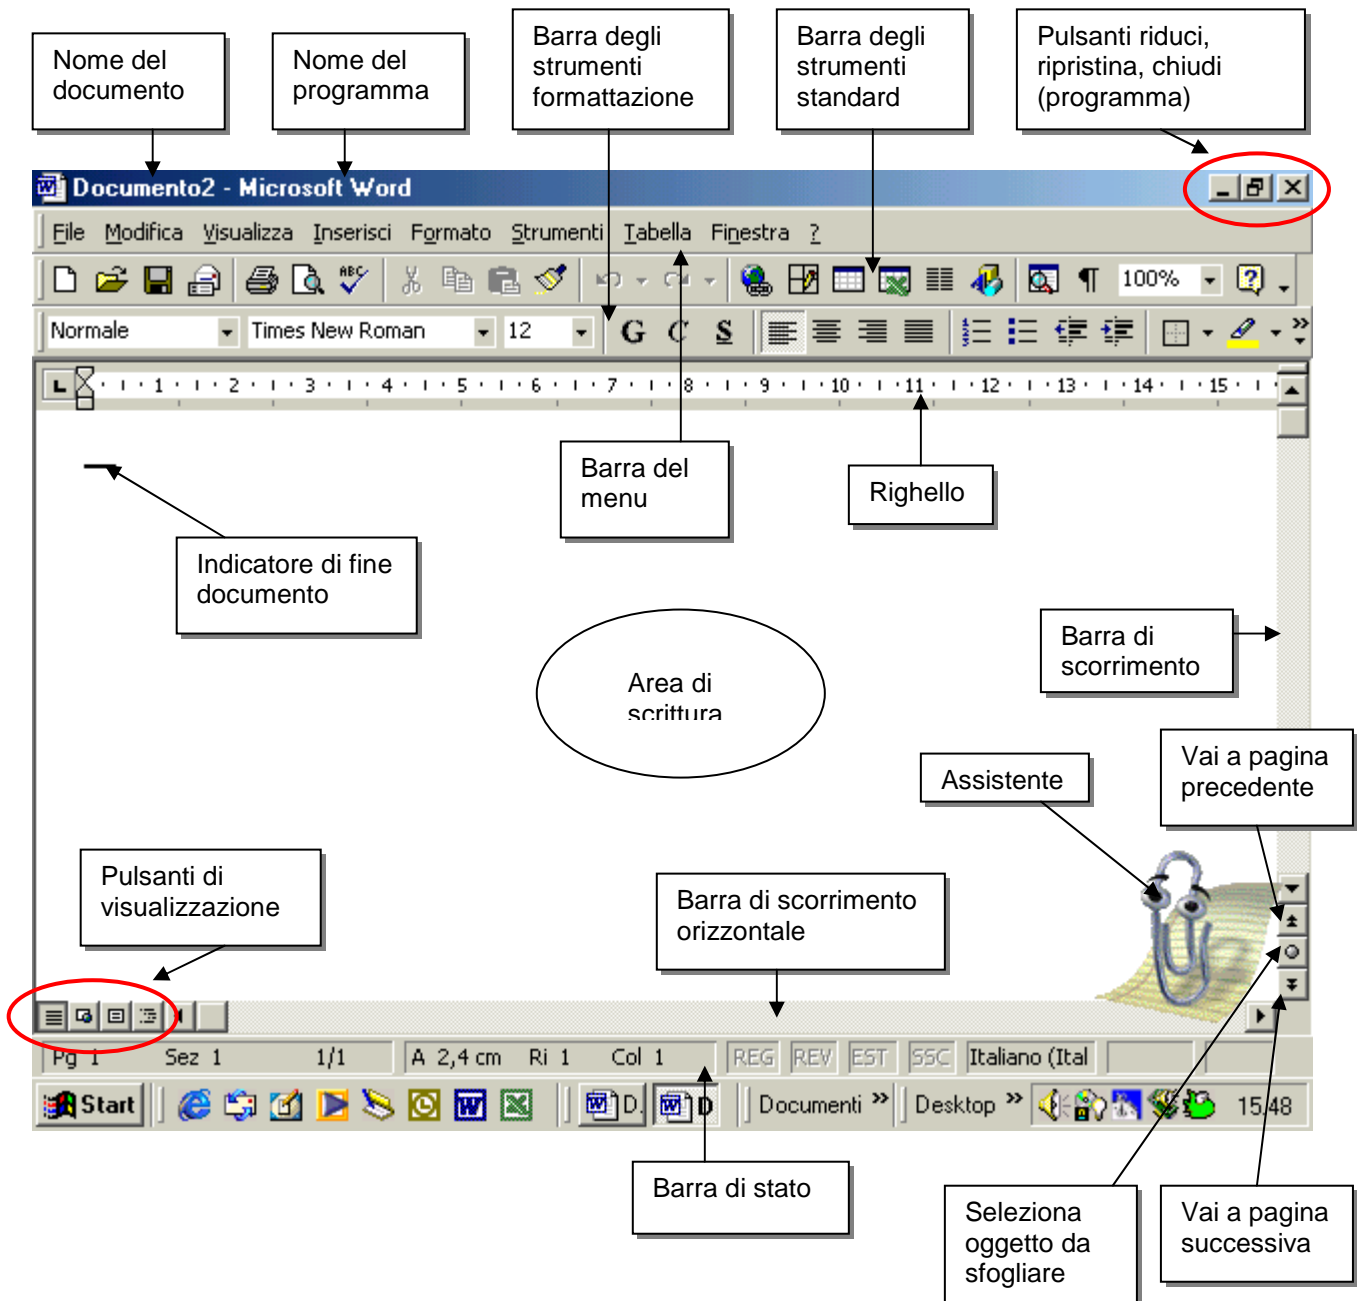 Nome del
documento
Nome del
programma
Barra degli
strumenti
formattazione
Barra degli
strumenti
standard
Pulsanti riduci,
ripristina, chiudi
(programma)
Documento2 - Microsoft Word
File Modifica Visualizza Inserisci Formato Strumenti Tabella Finestra ?
ABC 100%
Normale Times New Roman 12 G C S
1 2 3 4 5 6 7 8 9 10 11 12 13 14 15
Barra del
menu
Righello
Indicatore di fine
documento
Area di
scrittura
Barra di
scorrimento
Assistente
Vai a pagina
precedente
Pulsanti di
visualizzazione
Barra di scorrimento
orizzontale
Pg 1 Sez 1 1/1 A 2,4 cm Ri 1 Col 1 REG REV EST SSC Italiano (Ital
Start D. D Documenti » Desktop » 15.48
Barra di stato
Seleziona
oggetto da
sfogliare
Vai a pagina
successiva